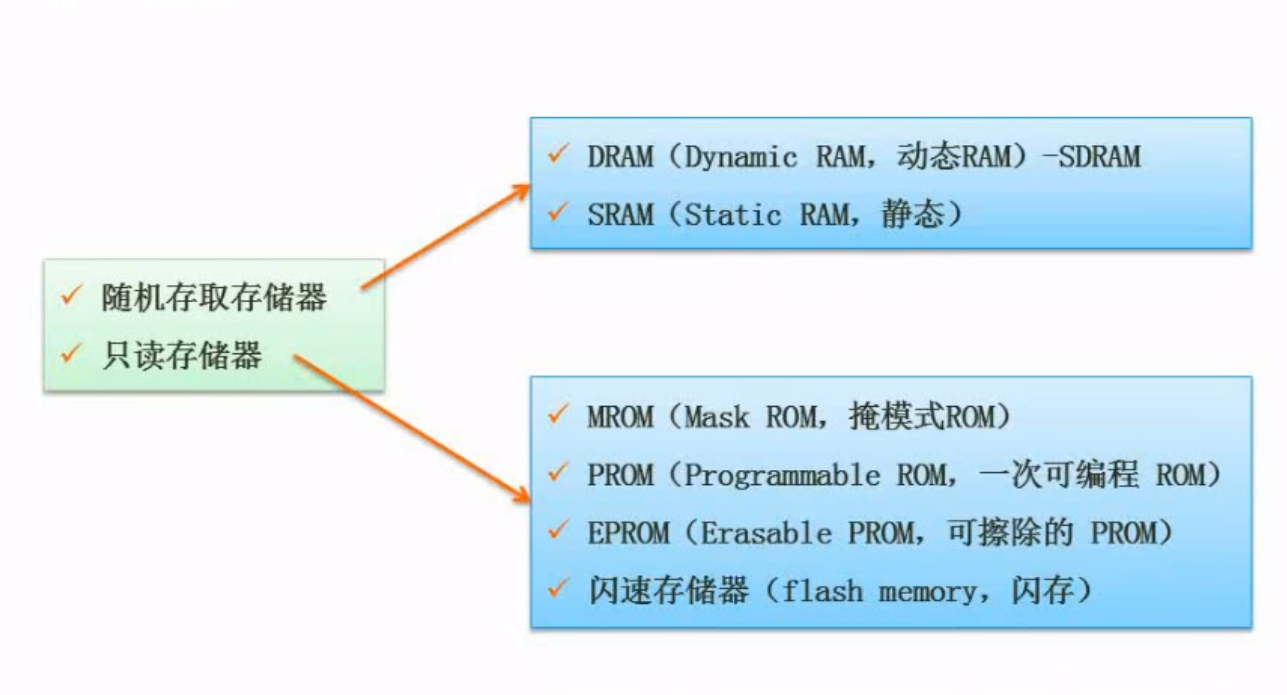 随机存取存储器
只读存储器
DRAM（Dynamic RAM，动态RAM）-SDRAM
SRAM（Static RAM，静态）
MROM（Mask ROM，掩模式ROM）
PROM（Programmable ROM，一次可编程 ROM）
EPROM（Erasable PROM，可擦除的 PROM）
闪速存储器（flash memory，闪存）